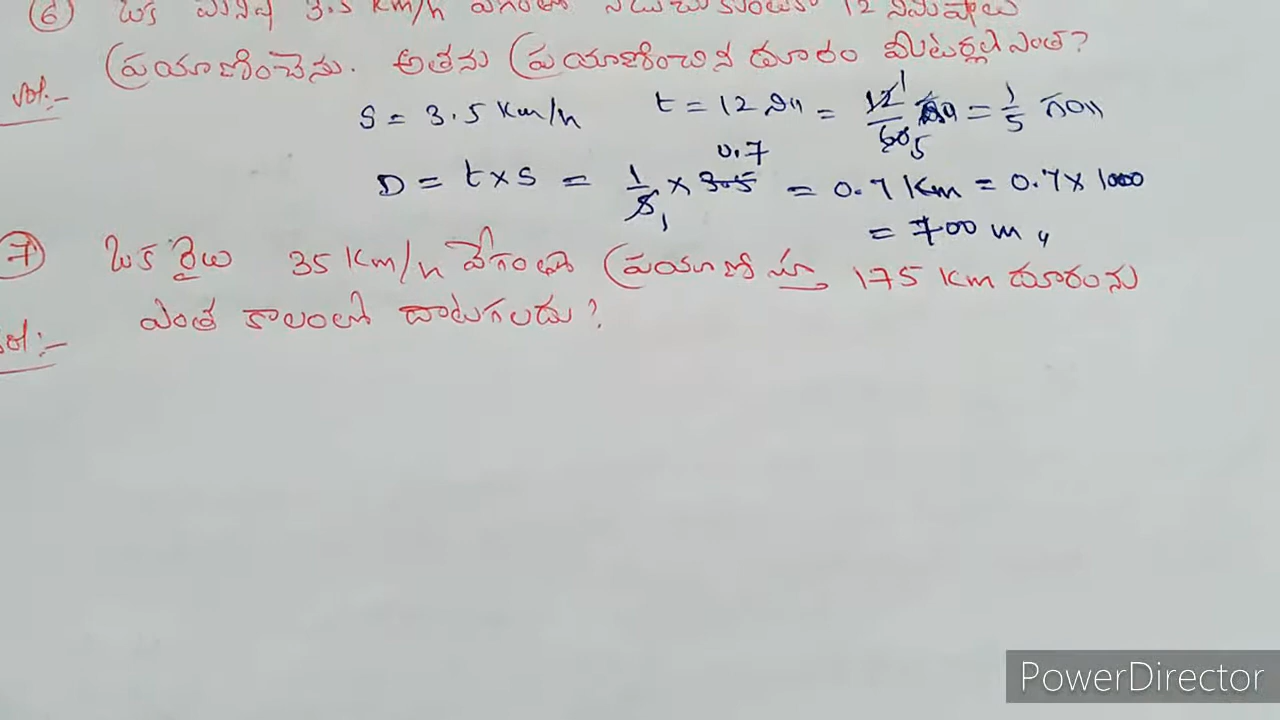 ⑥ ఒక మనిషి 3.5 Km/h వేగంతో నడుచుకుంటూ 12 నిమిషాలు
ప్రయాణించెను. అతను ప్రయాణించిన దూరం మీటర్లలో ఎంత?
Sol:-
S = 3.5 Km/h t = 12 ని॥ = 12/60 గం॥ = 1/5 గం॥
D = t × s = 1/5 × 3.5 = 0.7 Km = 0.7 × 1000
= 700 m
⑦ ఒక రైలు 35 Km/h వేగంతో ప్రయాణిస్తూ 175 Km దూరంను
ఎంత కాలంలో దాటగలదు?
Sol:-
PowerDirector